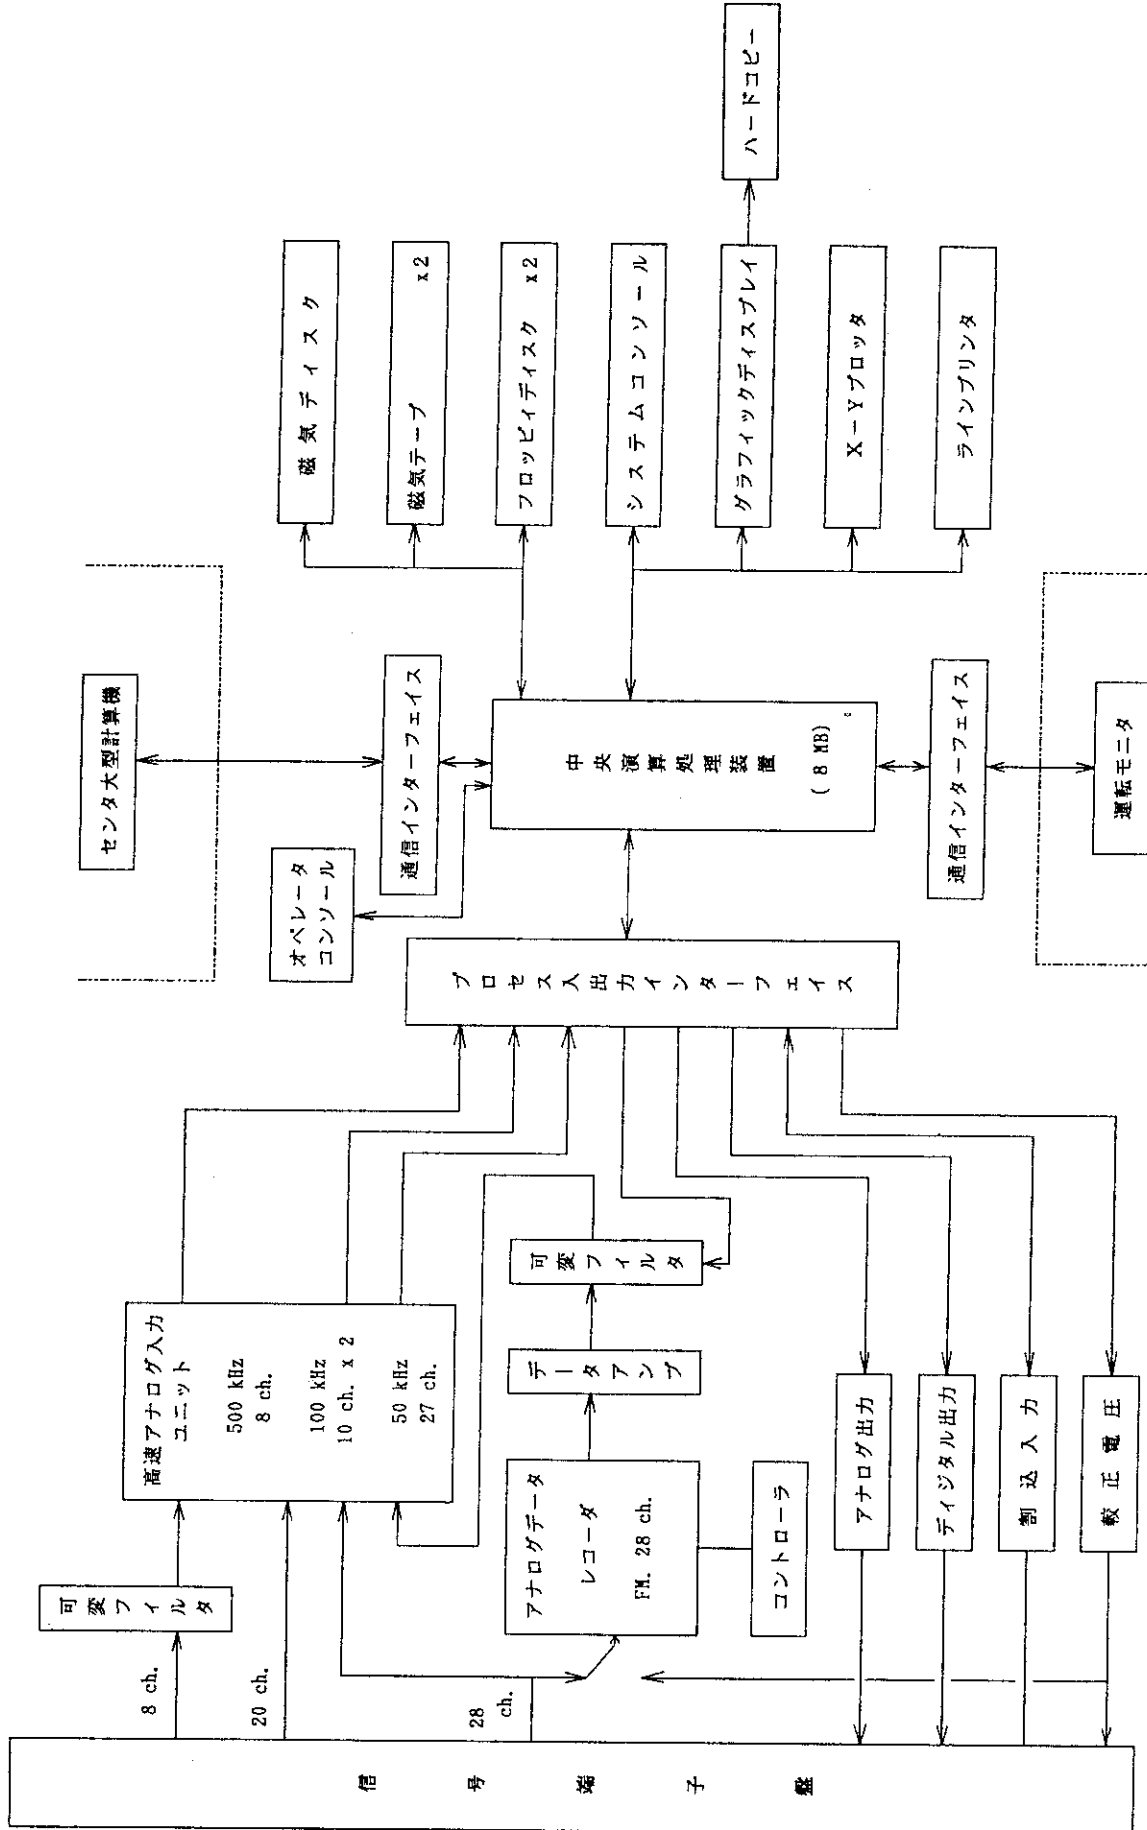 センタ大型計算機
通信インターフェイス
オペレータ
コンソール
中央演算処理装置
(8 MB)
通信インターフェイス
運転モニタ
磁気ディスク
磁気テープ x2
フロッピィディスク x2
システムコンソール
グラフィックディスプレイ
ハードコピー
X-Yプロッタ
ラインプリンタ
プロセス入出力インターフェイス
高速アナログ入力
ユニット
500 kHz
8 ch.
100 kHz
10 ch. x 2
50 kHz
27 ch.
可変フィルタ
8 ch.
20 ch.
28
ch.
可変フィルタ
データアンプ
アナログデータ
レコーダ
FM. 28 ch.
コントローラ
アナログ出力
ディジタル出力
割込入力
較正電圧
信号端子盤